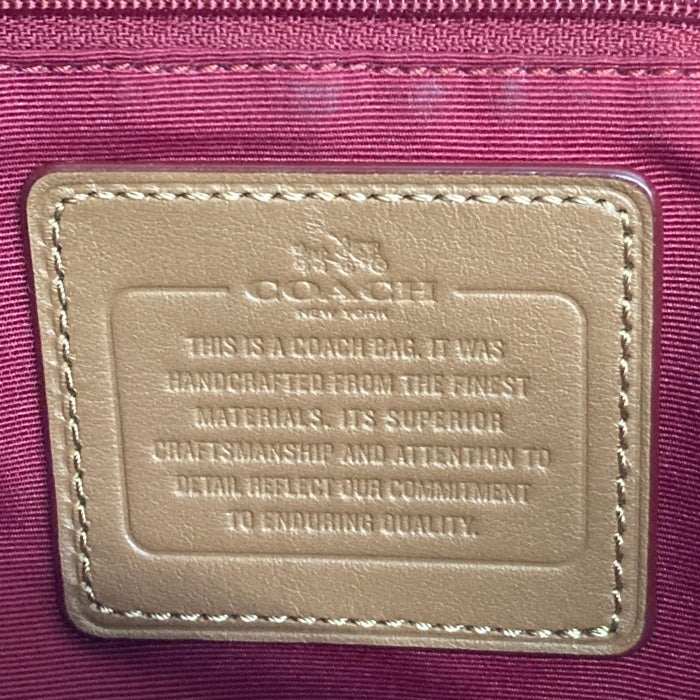 COACH
NEW YORK
THIS IS A COACH BAG. IT WAS
HANDCRAFTED FROM THE FINEST
MATERIALS. ITS SUPERIOR
CRAFTSMANSHIP AND ATTENTION TO
DETAIL REFLECT OUR COMMITMENT
TO ENDURING QUALITY.